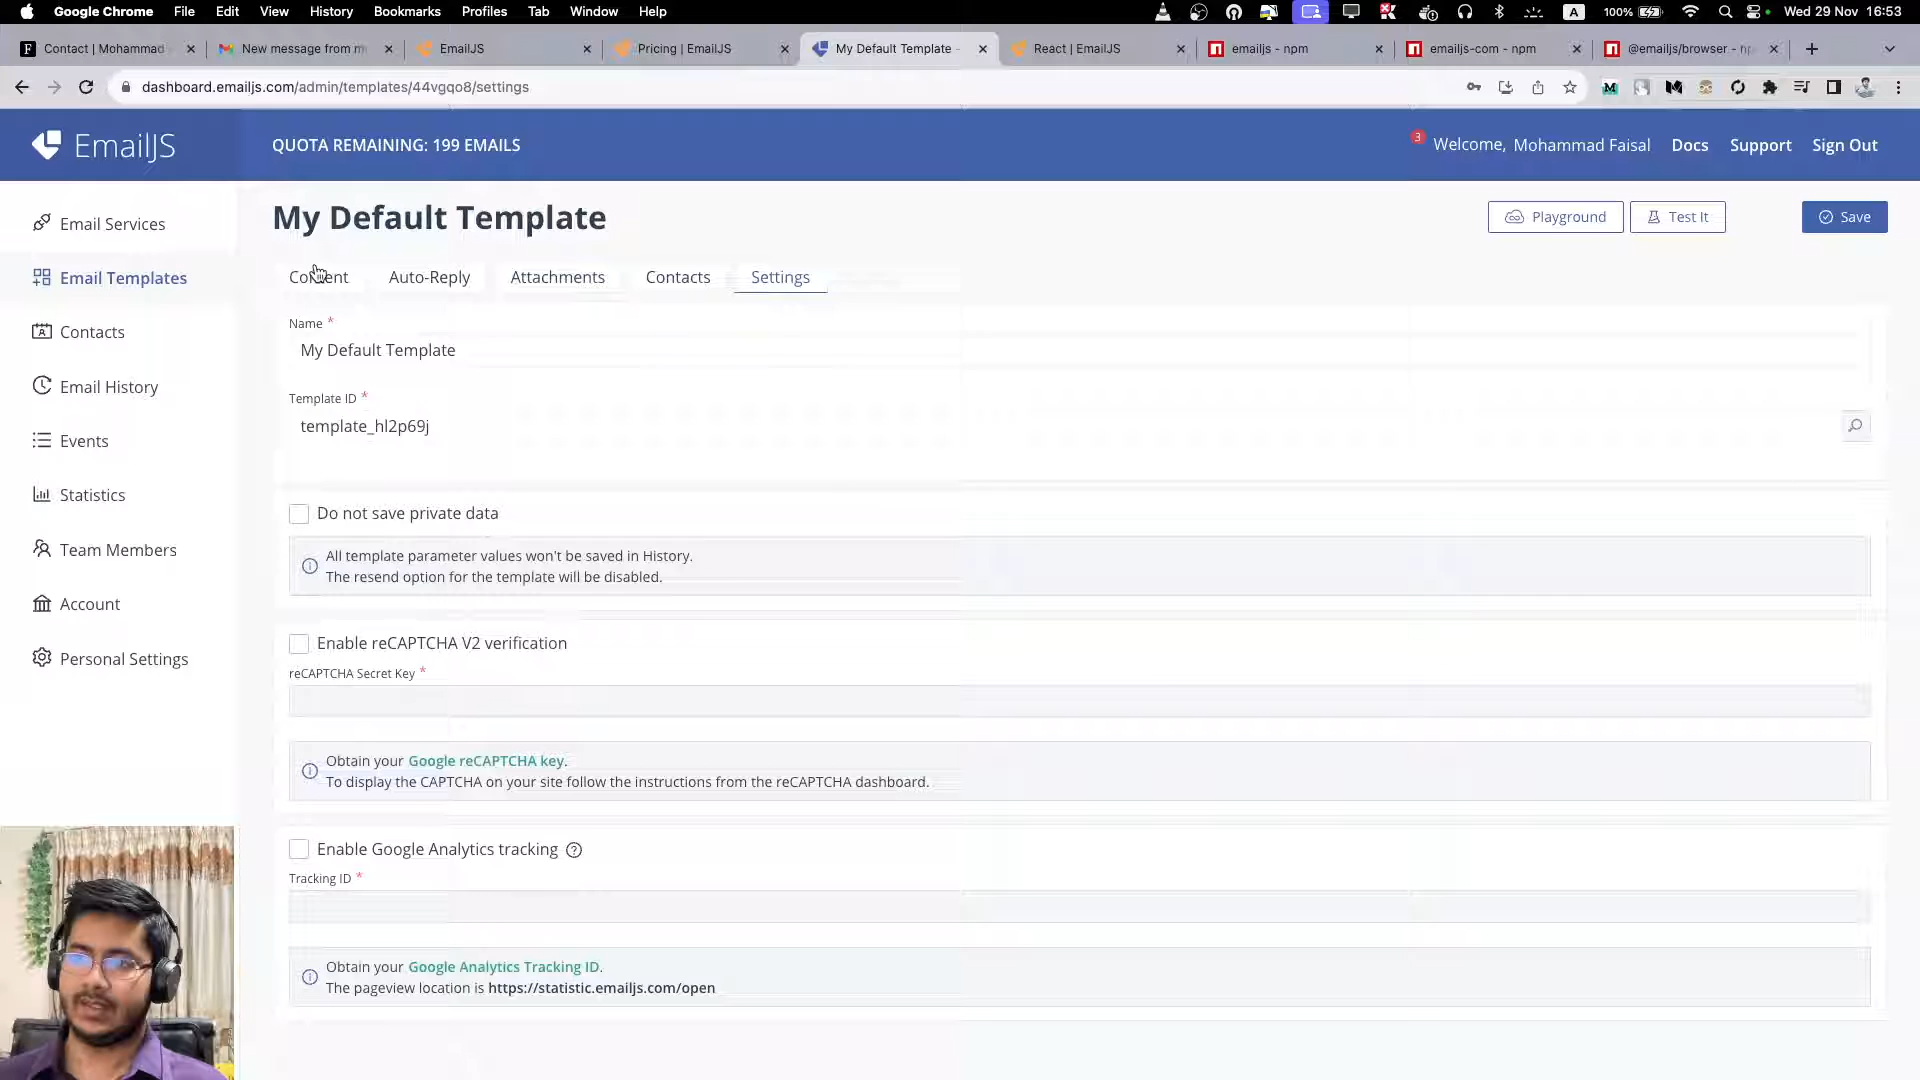 Google Chrome File Edit View History Bookmarks Profiles Tab Window Help A 100% Wed 29 Nov 16:53
Contact | Mohammad New message from m EmailJS Pricing | EmailJS My Default Template - React | EmailJS emailjs - npm emailjs-com - npm @emailjs/browser - np
dashboard.emailjs.com/admin/templates/44vgqo8/settings
EmailJS QUOTA REMAINING: 199 EMAILS 3 Welcome, Mohammad Faisal Docs Support Sign Out
My Default Template Playground Test It Save
Email Services
Email Templates
Contacts
Email History
Events
Statistics
Team Members
Account
Personal Settings
Content Auto-Reply Attachments Contacts Settings
Name *
My Default Template
Template ID *
template_hl2p69j
Do not save private data
All template parameter values won't be saved in History.
The resend option for the template will be disabled.
Enable reCAPTCHA V2 verification
reCAPTCHA Secret Key *
Obtain your Google reCAPTCHA key.
To display the CAPTCHA on your site follow the instructions from the reCAPTCHA dashboard.
Enable Google Analytics tracking
Tracking ID *
Obtain your Google Analytics Tracking ID.
The pageview location is https://statistic.emailjs.com/open